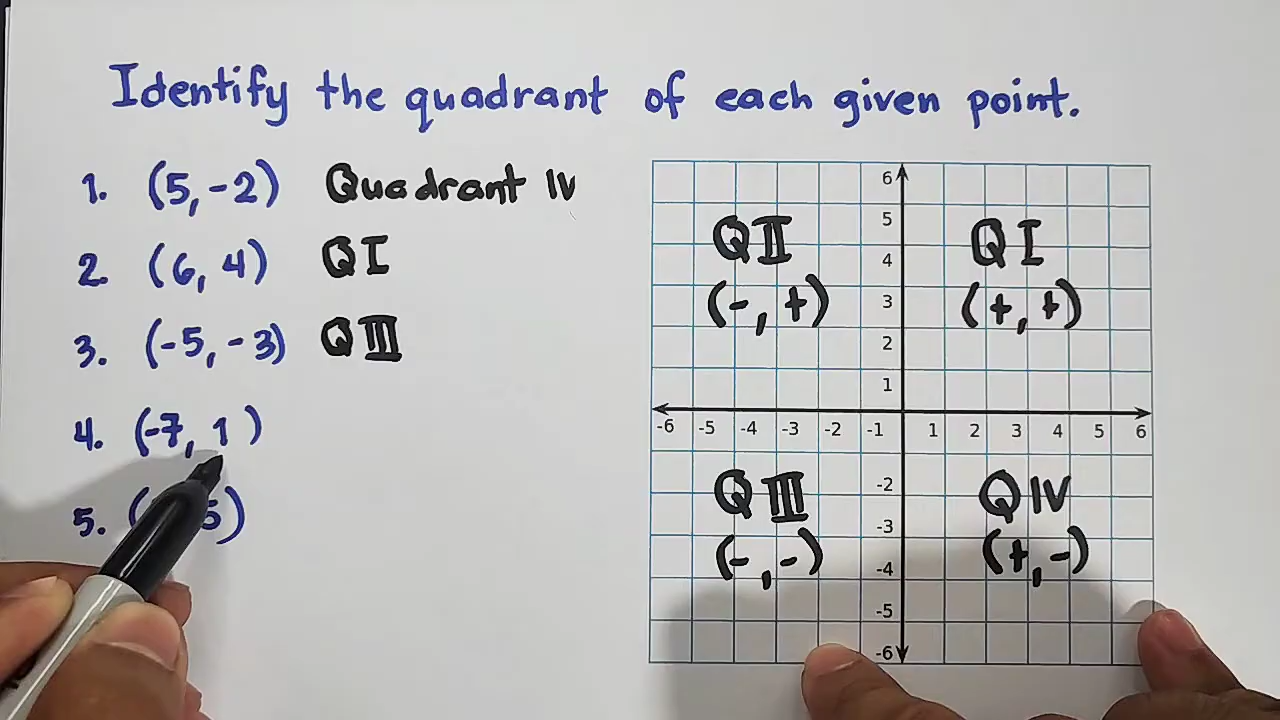 Identify the quadrant of each given point.
1. (5, -2) Quadrant IV
2. (6, 4) QI
3. (-5, -3) QIII
4. (-7, 1)
5. ( 5)
6
5
4
3
2
1
-6 -5 -4 -3 -2 -1 1 2 3 4 5 6
-2
-3
-4
-5
-6
QII
(-, +)
QI
(+, +)
QIII
(-, -)
QIV
(+, -)